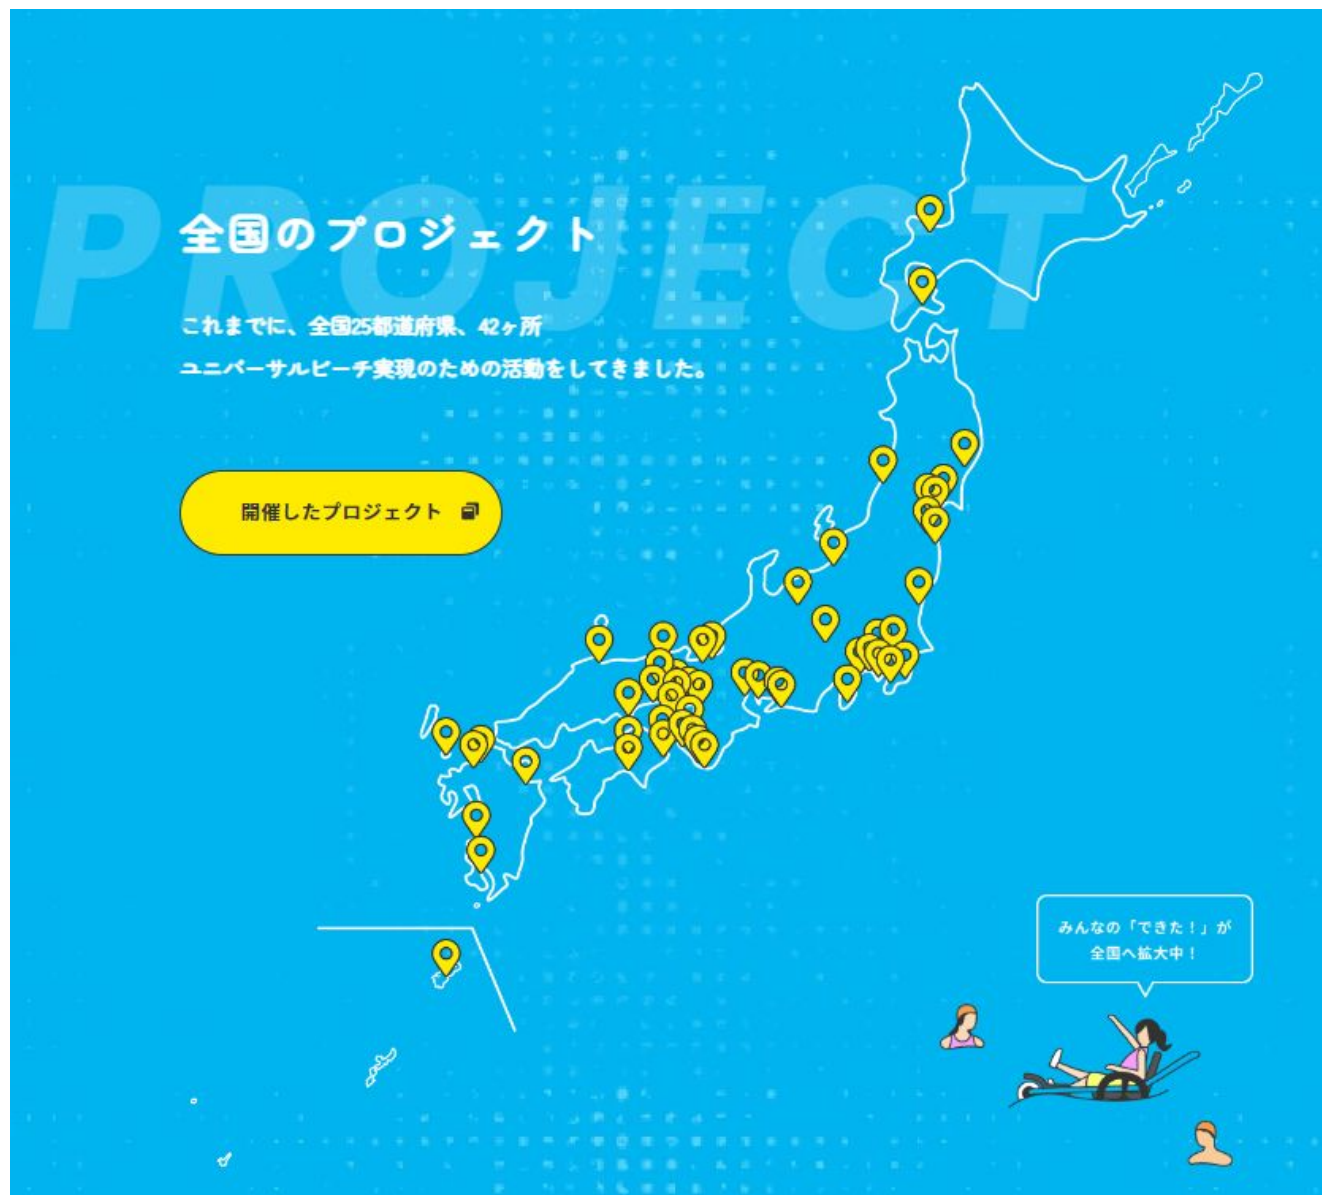 PROJECT
全国のプロジェクト
これまでに、全国25都道府県、42ヶ所
ユニバーサルビーチ実現のための活動をしてきました。
開催したプロジェクト
みんなの「できた!」が
全国へ拡大中!